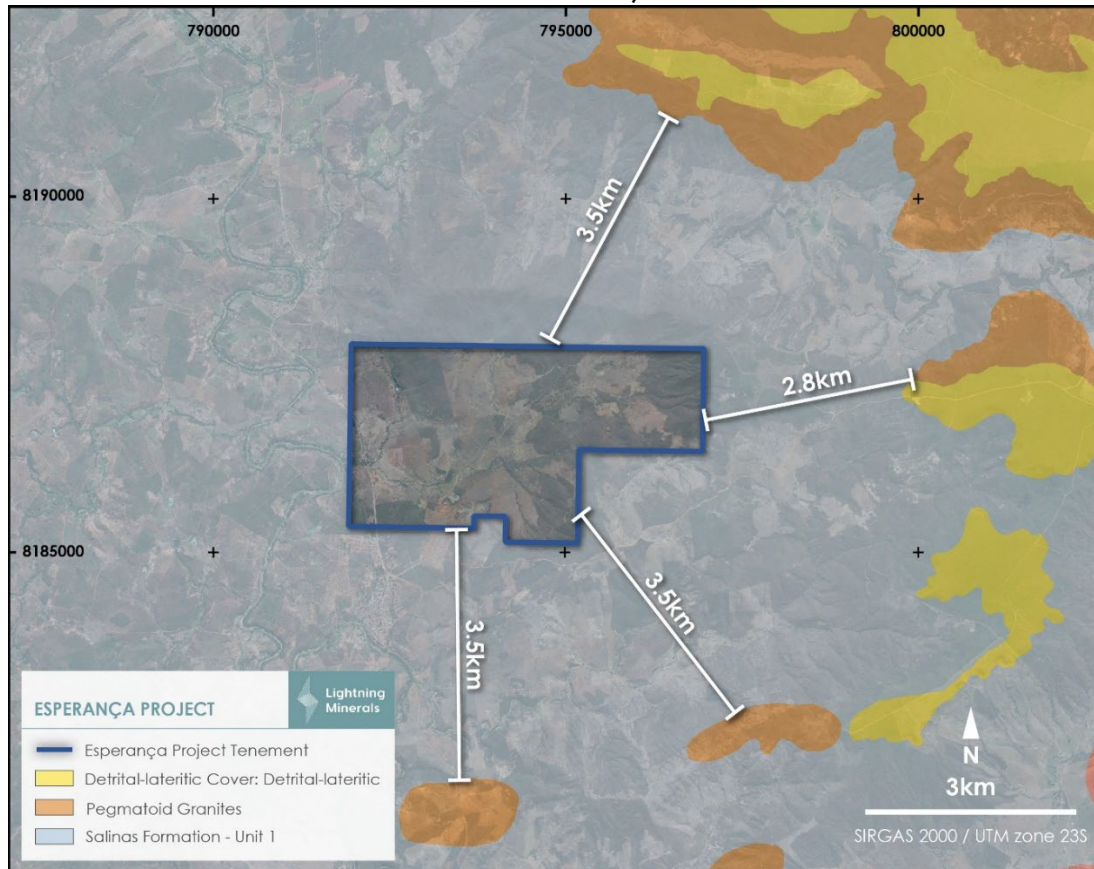 790000
795000
800000
8190000
3.5km
2.8km
8185000
3.5km
3.5km
ESPERANÇA PROJECT
Lightning
Minerals
Esperança Project Tenement
Detrital-lateritic Cover: Detrital-lateritic
Pegmatoid Granites
Salinas Formation - Unit 1
N
3km
SIRGAS 2000 / UTM zone 23S